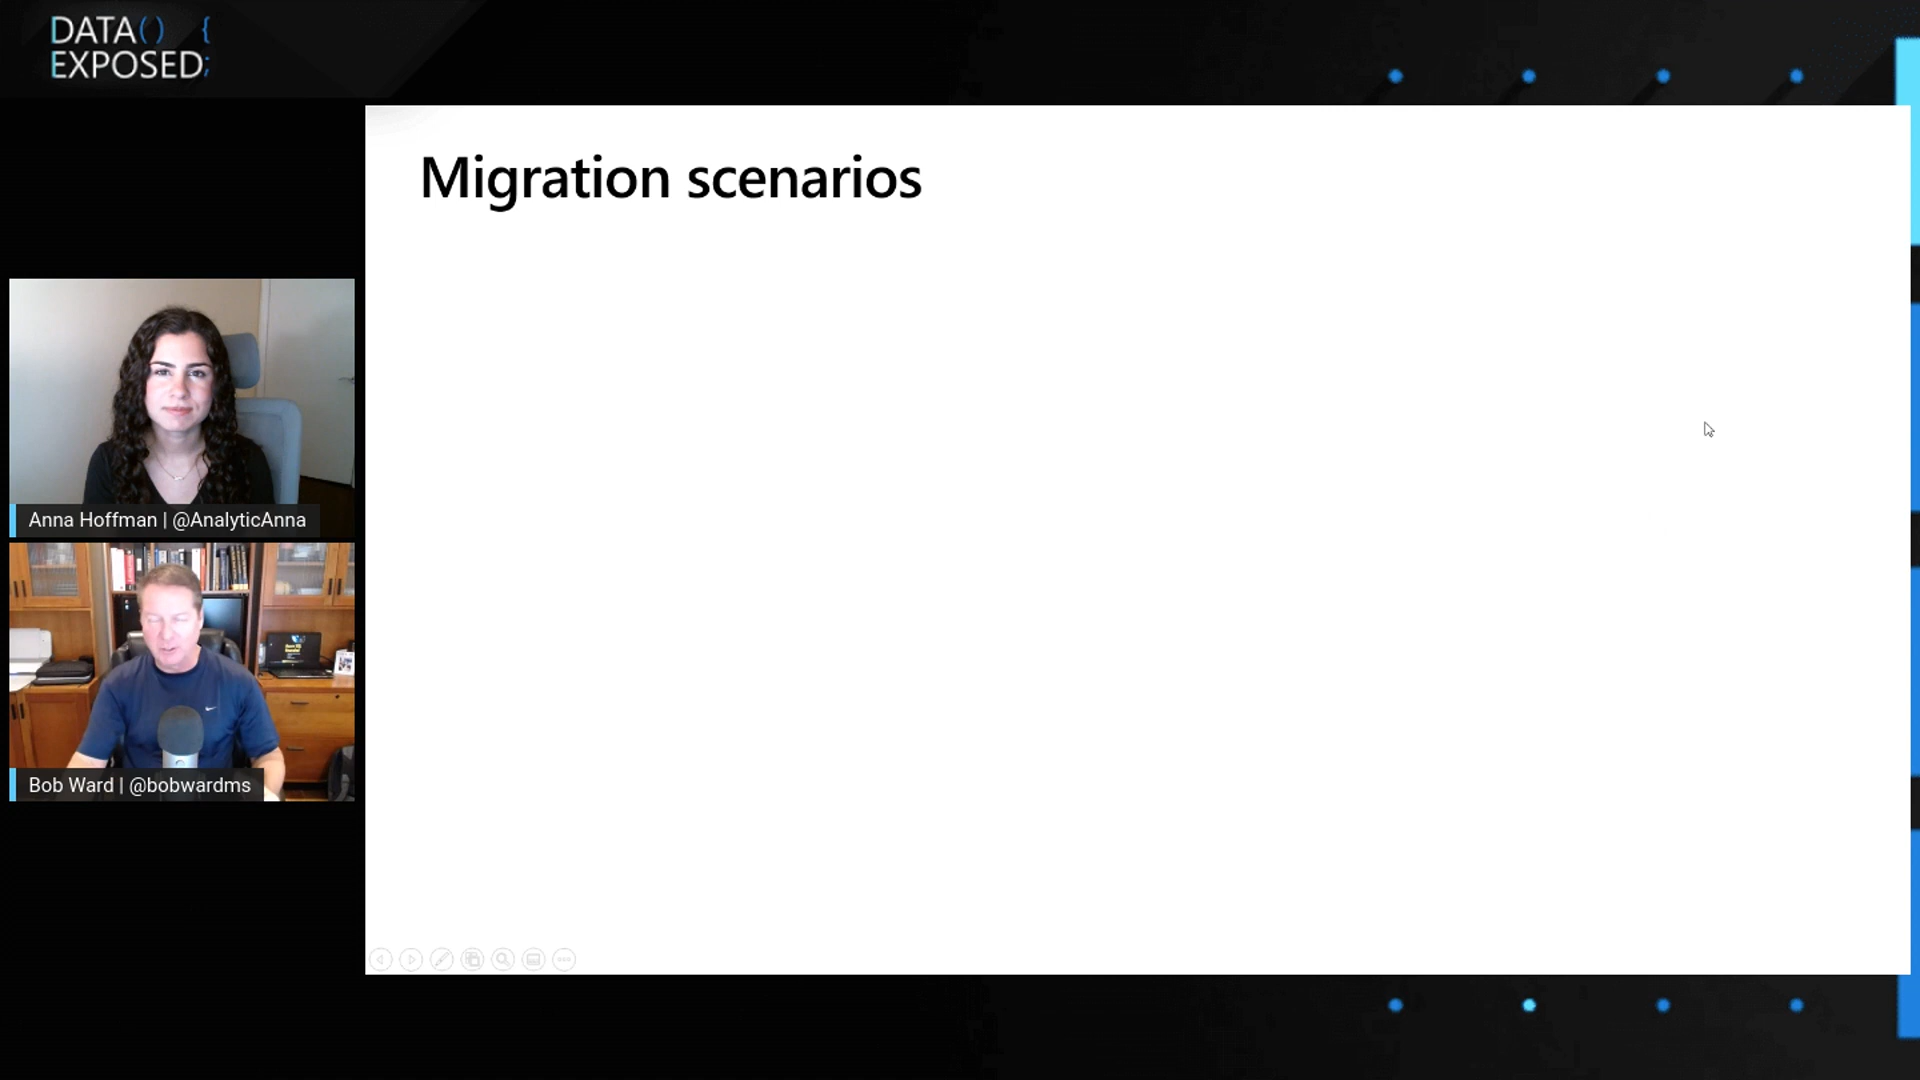 DATA() {
EXPOSED;
Migration scenarios
Anna Hoffman | @AnalyticAnna
Bob Ward | @bobwardms